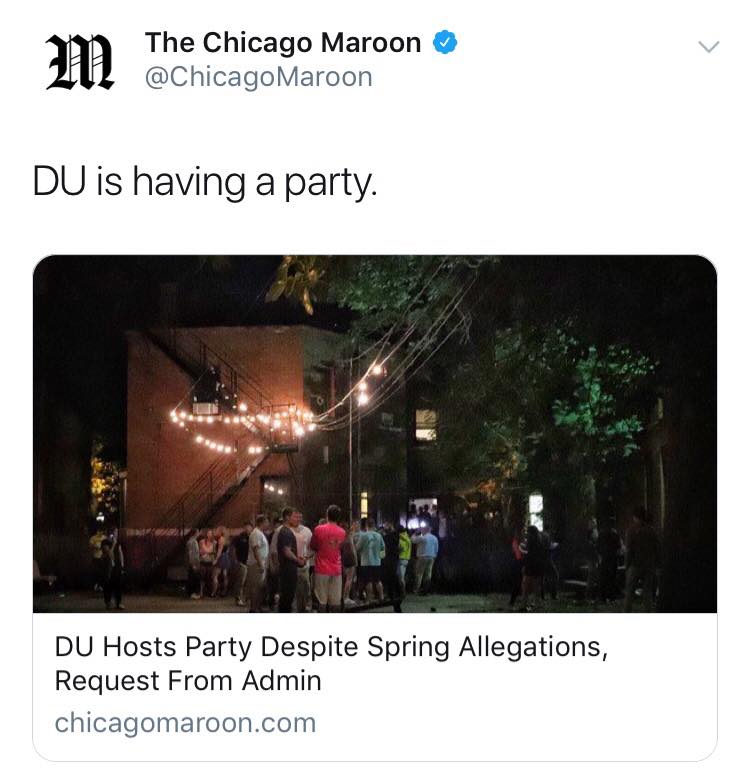 The Chicago Maroon
@ChicagoMaroon
DU is having a party.
DU Hosts Party Despite Spring Allegations,
Request From Admin
chicagomaroon.com